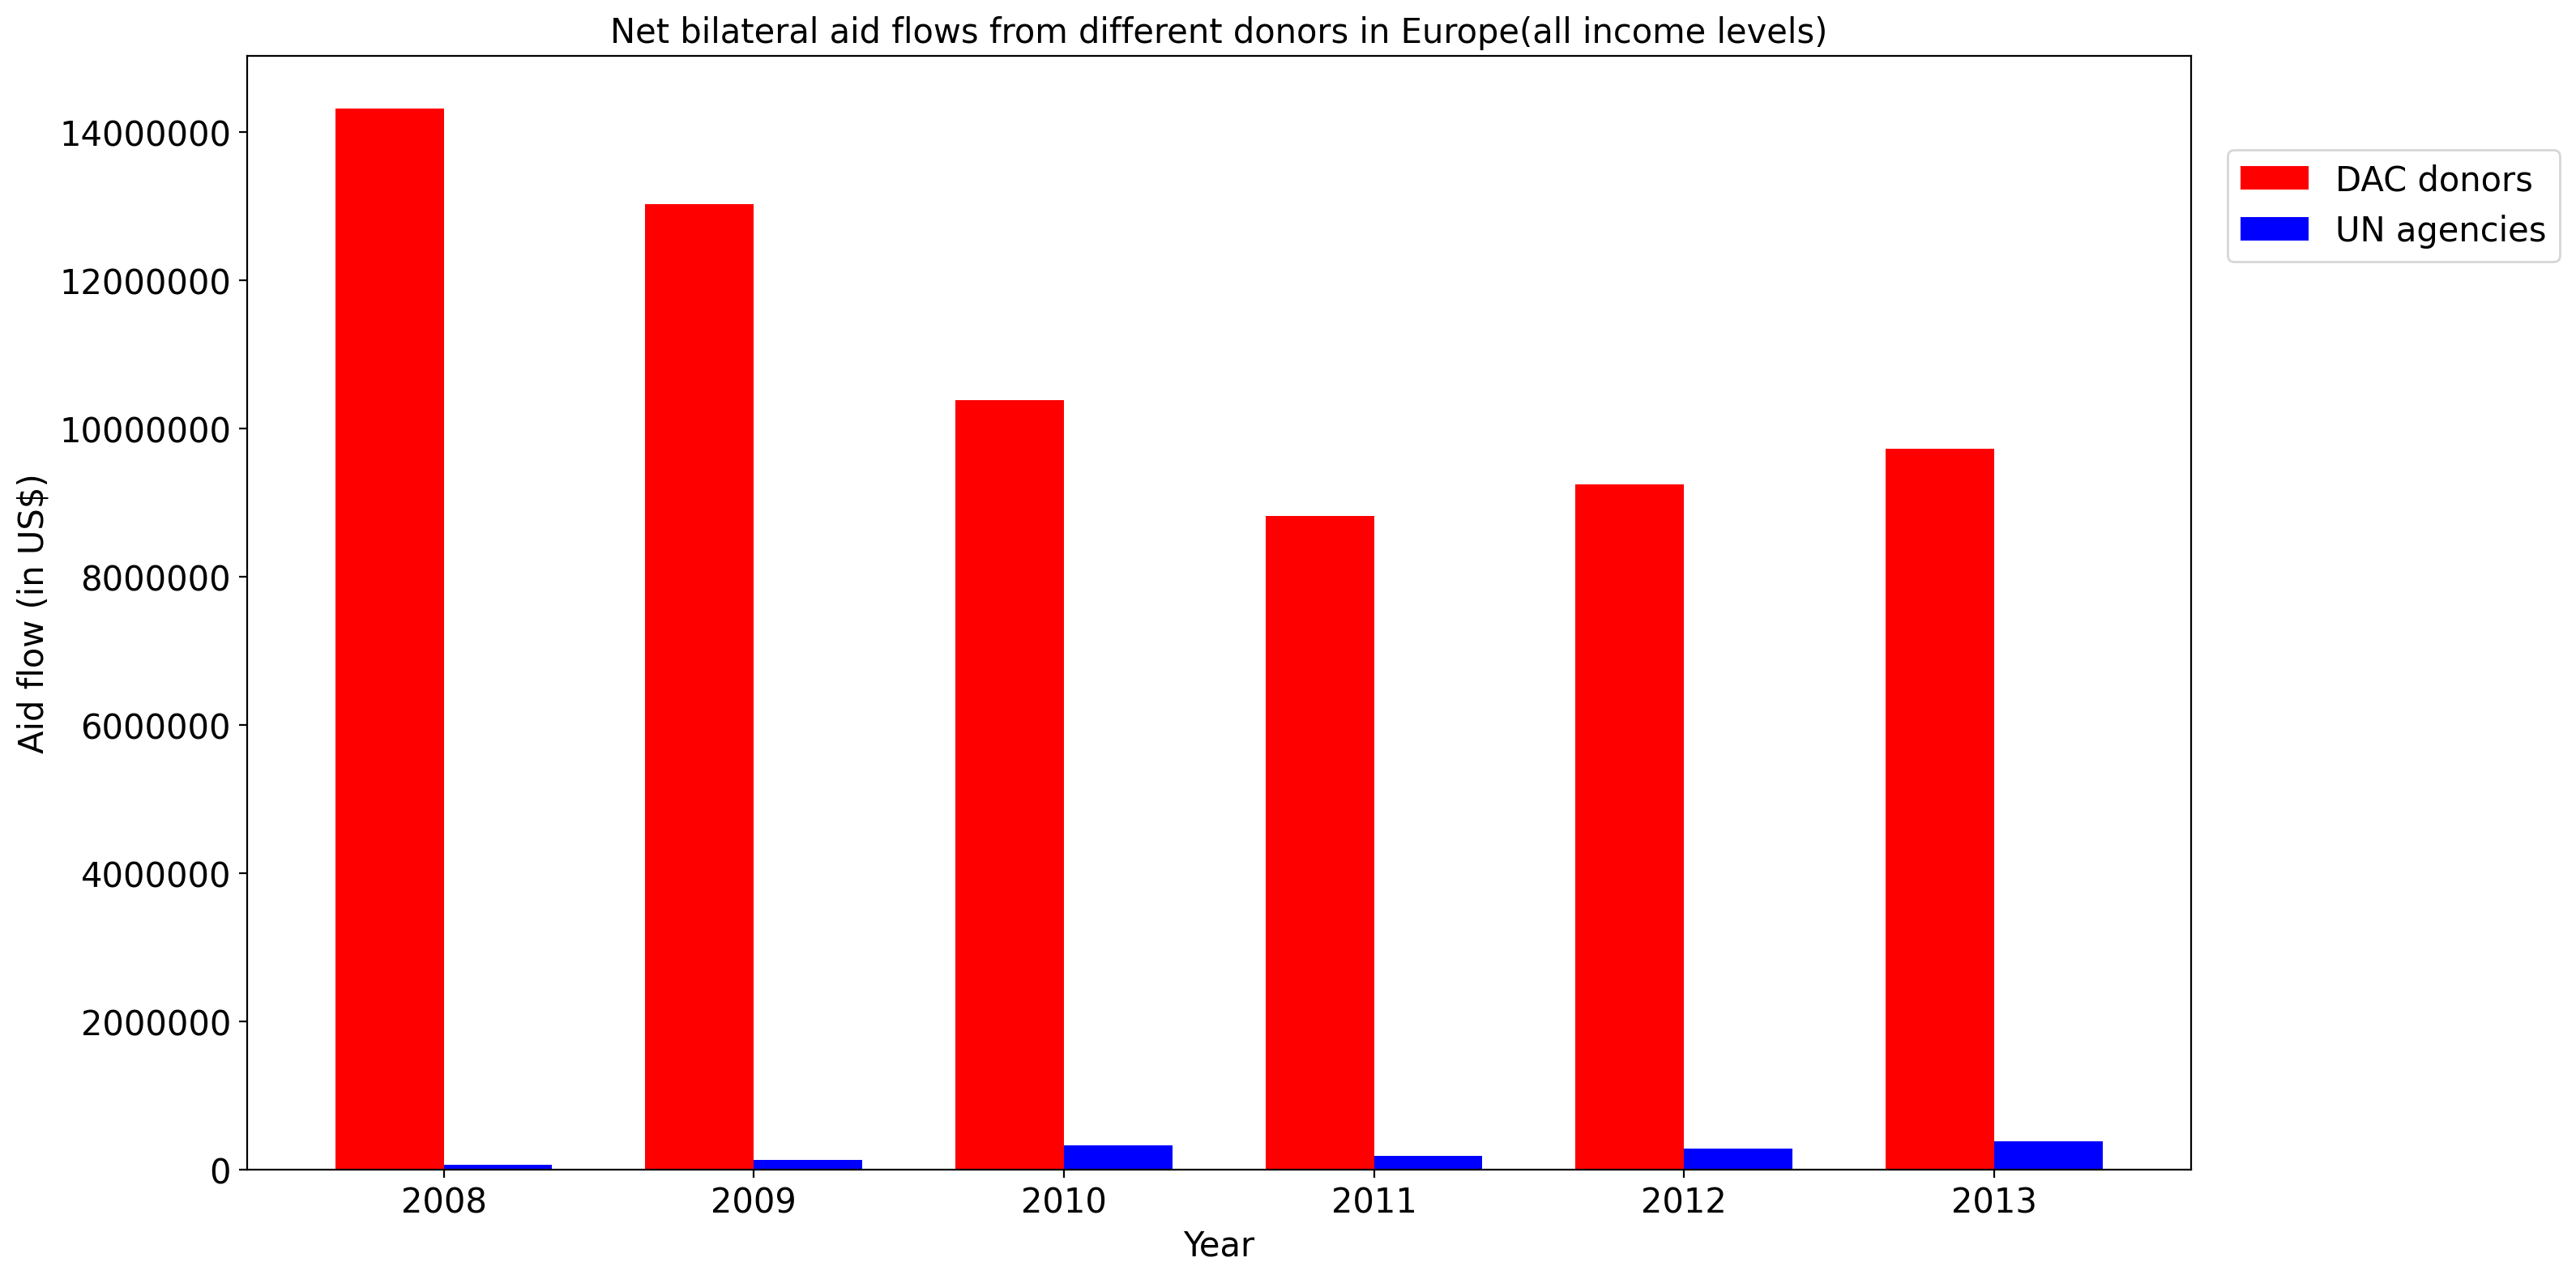 Net bilateral aid flows from different donors in Europe(all income levels)
14000000
12000000
10000000
8000000
6000000
4000000
2000000
0
Aid flow (in US$)
2008 2009 2010 2011 2012 2013
Year
DAC donors
UN agencies